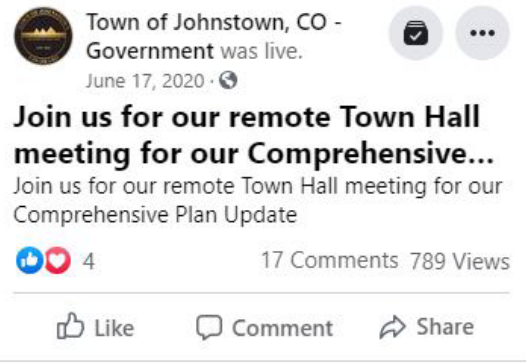 Town of Johnstown, CO -
Government was live.
June 17, 2020 ·
Join us for our remote Town Hall
meeting for our Comprehensive...
Join us for our remote Town Hall meeting for our
Comprehensive Plan Update
4 17 Comments 789 Views
Like Comment Share